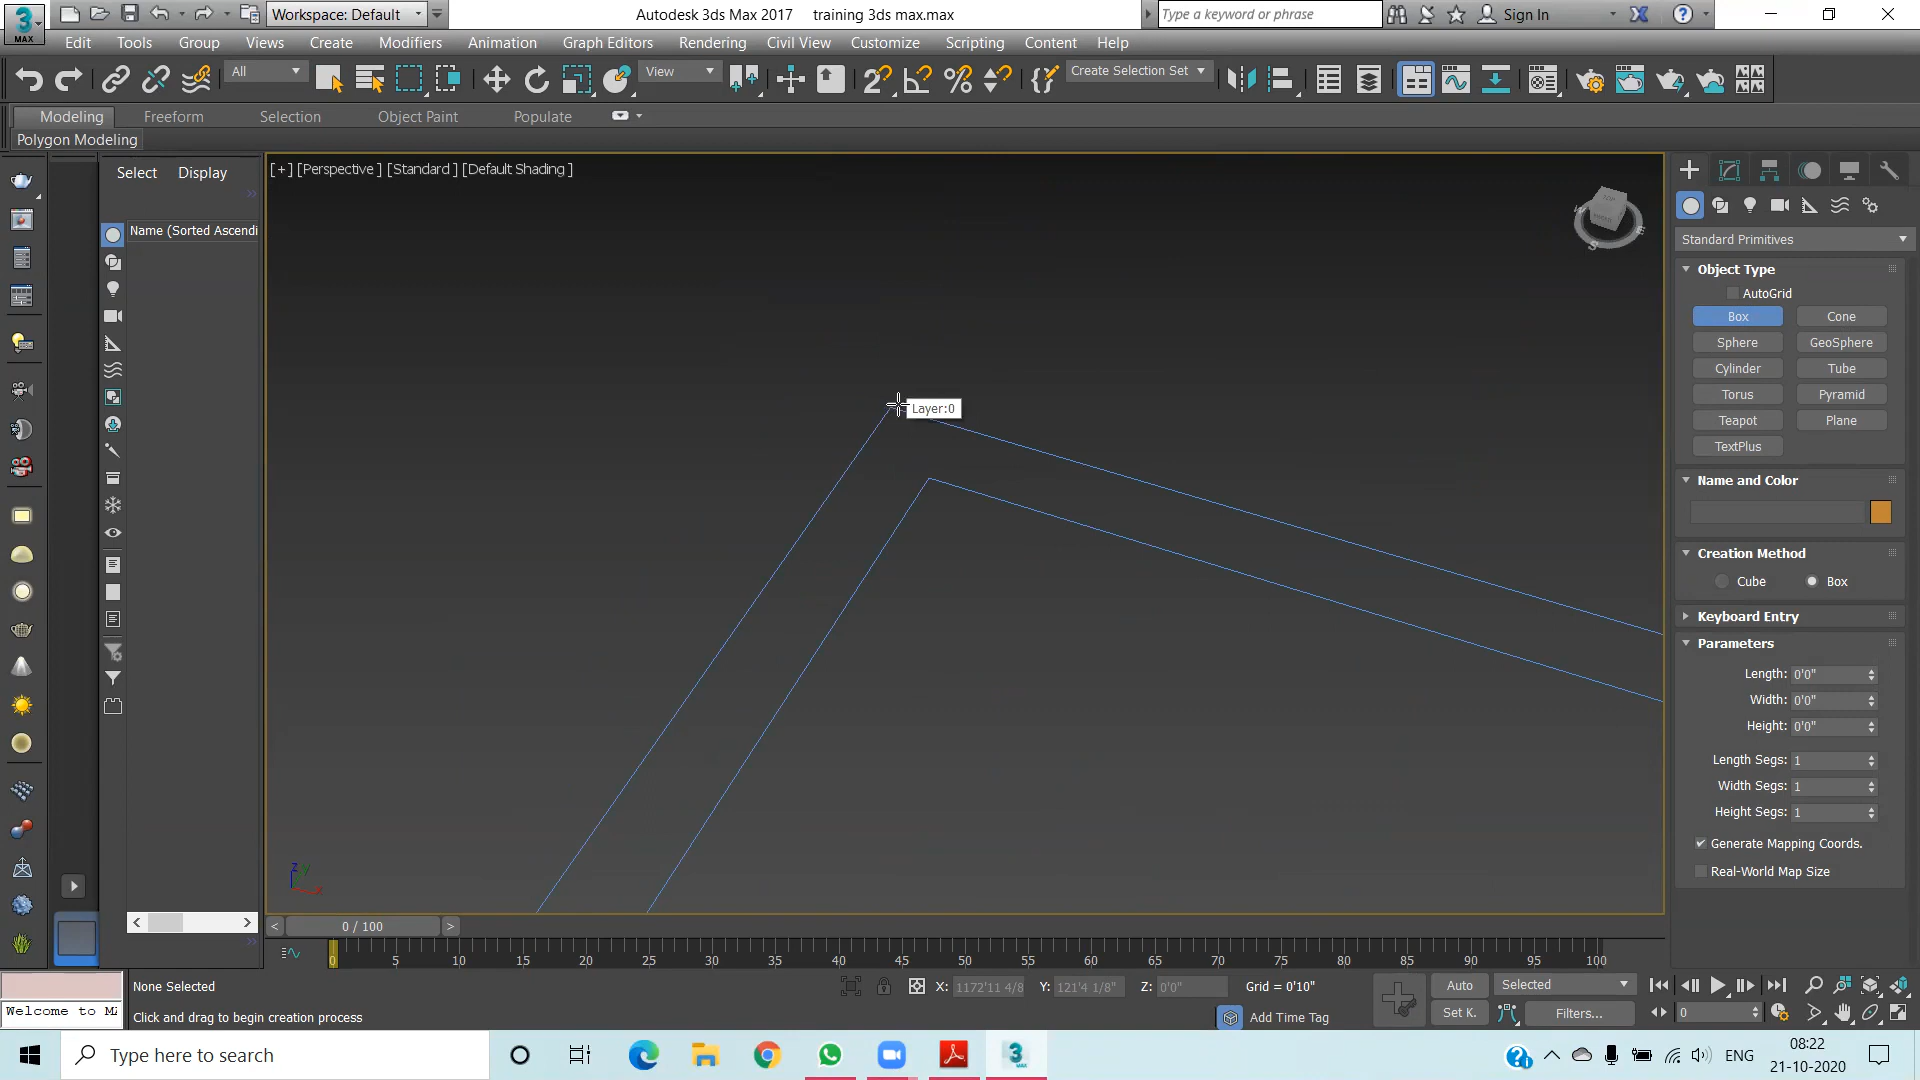 3 MAX
Workspace: Default
Autodesk 3ds Max 2017 training 3ds max.max
Type a keyword or phrase
Sign In
Edit Tools Group Views Create Modifiers Animation Graph Editors Rendering Civil View Customize Scripting Content Help
All
View
Create Selection Set
Modeling Freeform Selection Object Paint Populate
Polygon Modeling
Select Display
Name (Sorted Ascendi
[+] [Perspective ] [Standard ] [Default Shading ]
Layer:0
Standard Primitives
Object Type
AutoGrid
Box Cone
Sphere GeoSphere
Cylinder Tube
Torus Pyramid
Teapot Plane
TextPlus
Name and Color
Creation Method
Cube Box
Keyboard Entry
Parameters
Length: 0'0"
Width: 0'0"
Height: 0'0"
Length Segs: 1
Width Segs: 1
Height Segs: 1
Generate Mapping Coords.
Real-World Map Size
0 / 100
0 5 10 15 20 25 30 35 40 45 50 55 60 65 70 75 80 85 90 95 100
None Selected
X: 1172'11 4/8 Y: 121'4 1/8" Z: 0'0" Grid = 0'10"
Auto Selected
Welcome to MA
Click and drag to begin creation process
Add Time Tag
Set K. Filters...
0
Type here to search
ENG
08:22
21-10-2020